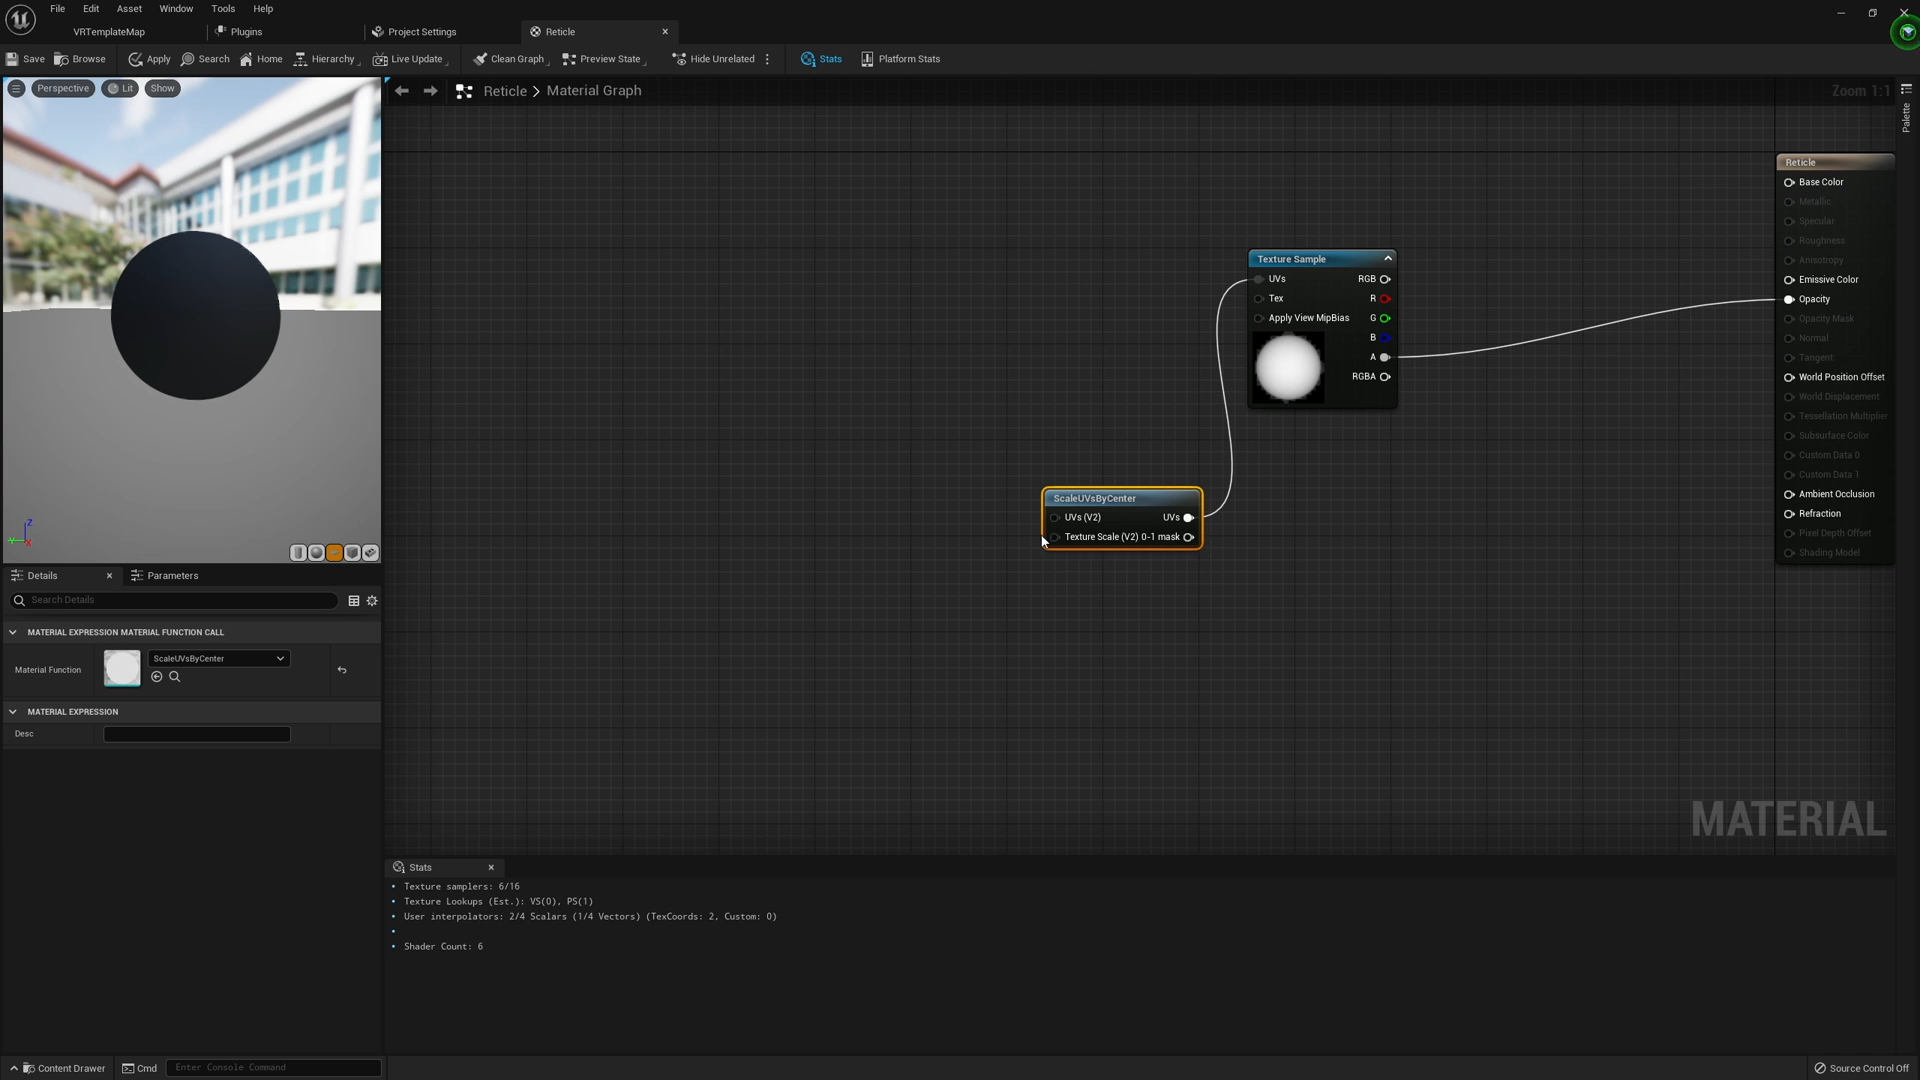 File Edit Asset Window Tools Help
VRTemplateMap Plugins Project Settings Reticle
Save Browse Apply Search Home Hierarchy Live Update Clean Graph Preview State Hide Unrelated Stats Platform Stats
Perspective Lit Show
Reticle > Material Graph
Zoom 1:1
Palette
Reticle
Base Color
Metallic
Specular
Roughness
Anisotropy
Emissive Color
Opacity
Opacity Mask
Normal
Tangent
World Position Offset
World Displacement
Tessellation Multiplier
Subsurface Color
Custom Data 0
Custom Data 1
Ambient Occlusion
Refraction
Pixel Depth Offset
Shading Model
Texture Sample
UVs RGB
Tex R
Apply View MipBias G
B
A
RGBA
ScaleUVsByCenter
UVs (V2) UVs
Texture Scale (V2) 0-1 mask
MATERIAL
Z
Y
X
Details Parameters
Search Details
MATERIAL EXPRESSION MATERIAL FUNCTION CALL
Material Function ScaleUVsByCenter
MATERIAL EXPRESSION
Desc
Stats
• Texture samplers: 6/16
• Texture Lookups (Est.): VS(0), PS(1)
• User interpolators: 2/4 Scalars (1/4 Vectors) (TexCoords: 2, Custom: 0)
•
• Shader Count: 6
Content Drawer Cmd Enter Console Command Source Control Off